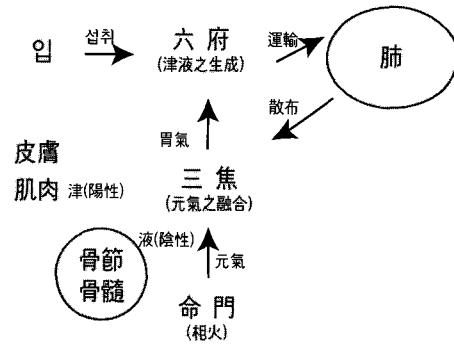 입
섭취
六府
(津液之生成)
運輸
肺
散布
胃氣
皮膚
肌肉 津(陽性)
三焦
(元氣之融合)
液(陰性)
骨節
骨髓
元氣
命門
(相火)